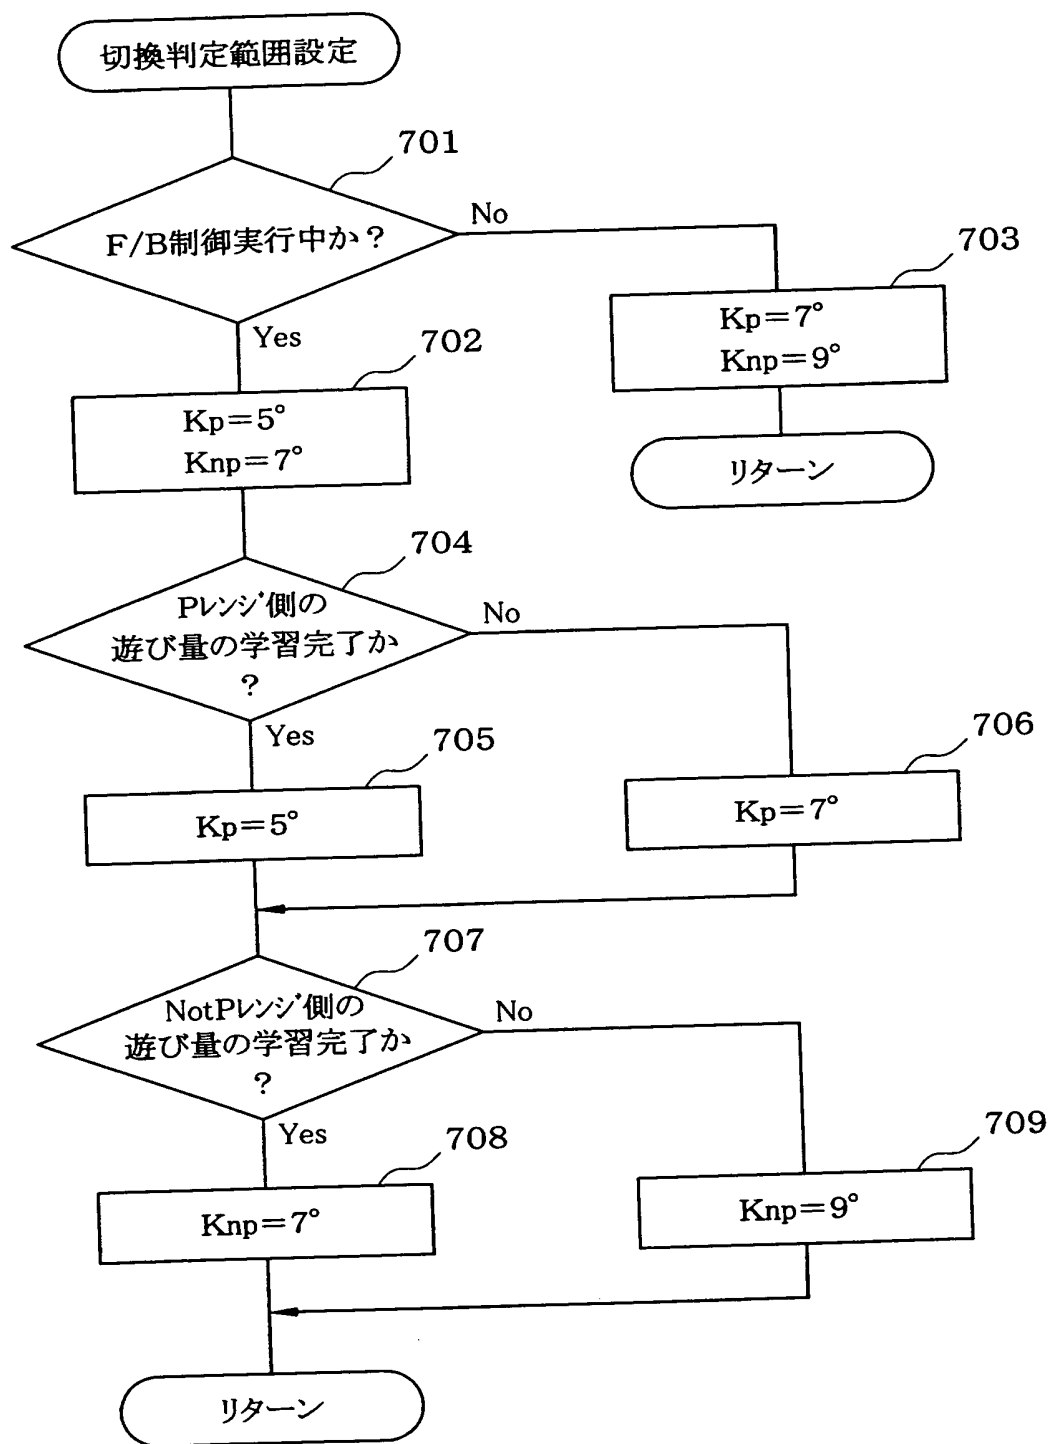 切換判定範囲設定
701
F/B制御実行中か?
No
Yes
703
Kp=7°
Knp=9°
リターン
702
Kp=5°
Knp=7°
704
Pレンジ側の
遊び量の学習完了か
?
No
Yes
705
Kp=5°
706
Kp=7°
707
NotPレンジ側の
遊び量の学習完了か
?
No
Yes
708
Knp=7°
709
Knp=9°
リターン